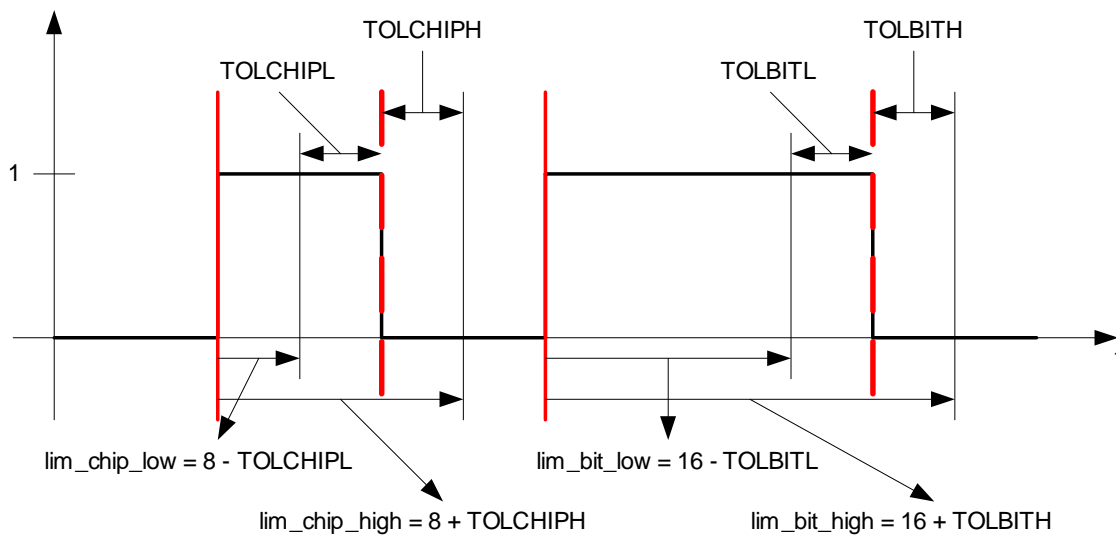 TOLCHIPH
TOLBITH
TOLCHIPL
TOLBITL
1
lim_chip_low = 8 - TOLCHIPL
lim_bit_low = 16 - TOLBITL
lim_chip_high = 8 + TOLCHIPH
lim_bit_high = 16 + TOLBITH